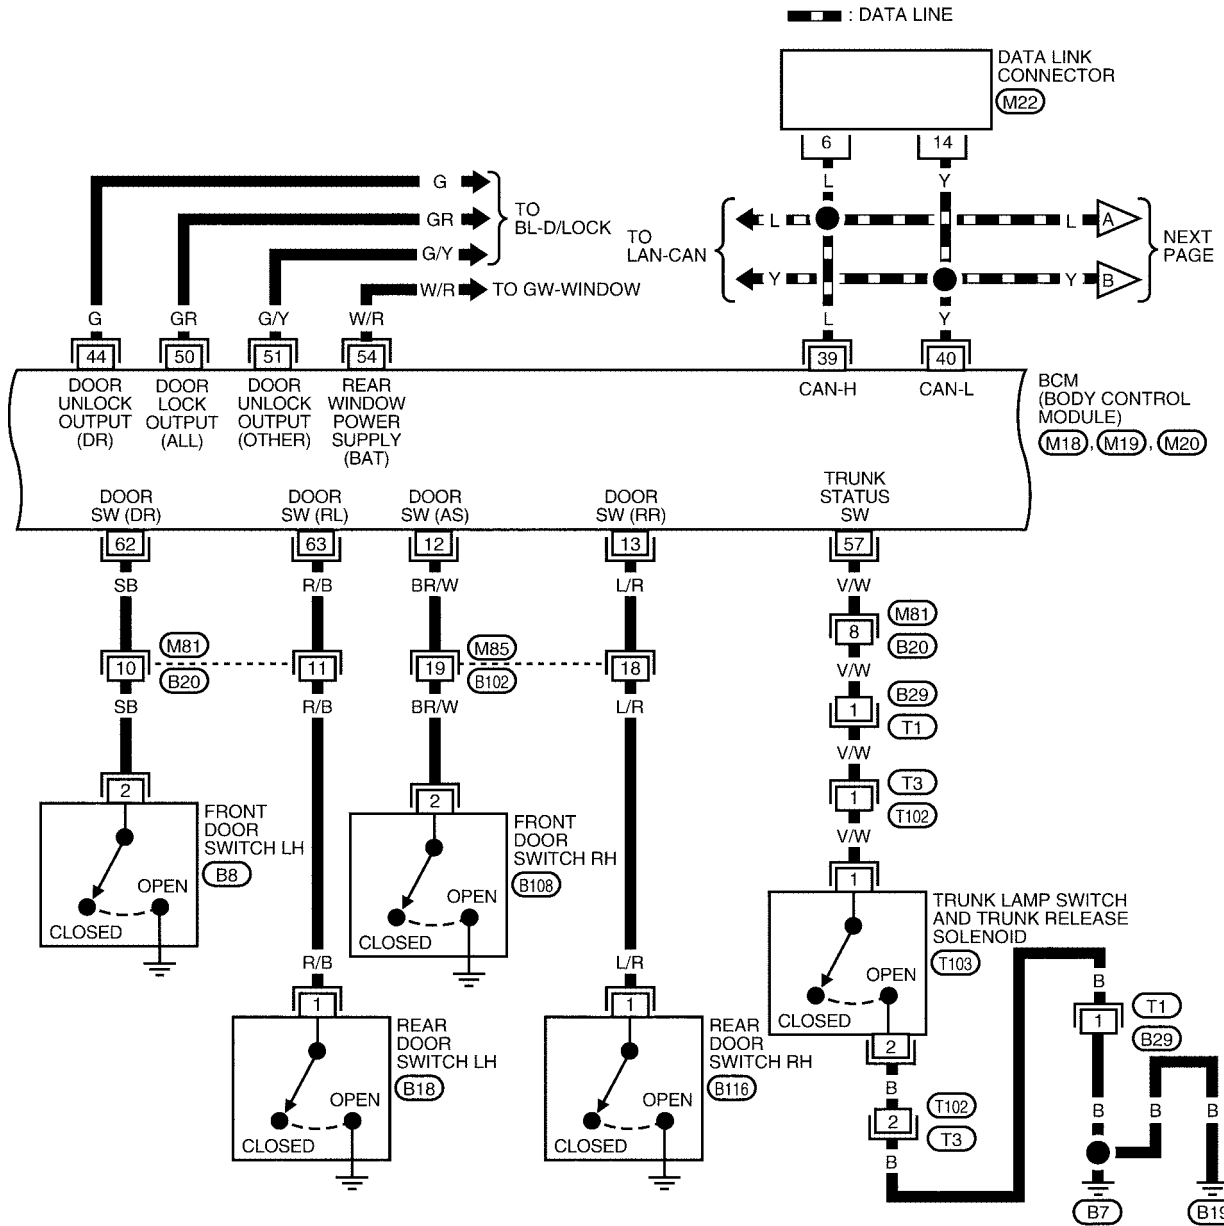 : DATA LINE
DATA LINK
CONNECTOR
M22
6
14
L
Y
G
GR
G/Y
TO
BL-D/LOCK
W/R
TO GW-WINDOW
TO
LAN-CAN
L
L
A
Y
Y
B
NEXT
PAGE
G
GR
G/Y
W/R
L
Y
44
50
51
54
39
40
DOOR
UNLOCK
OUTPUT
(DR)
DOOR
LOCK
OUTPUT
(ALL)
DOOR
UNLOCK
OUTPUT
(OTHER)
REAR
WINDOW
POWER
SUPPLY
(BAT)
CAN-H
CAN-L
BCM
(BODY CONTROL
MODULE)
M18, M19, M20
DOOR
SW (DR)
DOOR
SW (RL)
DOOR
SW (AS)
DOOR
SW (RR)
TRUNK
STATUS
SW
62
63
12
13
57
SB
R/B
BR/W
L/R
V/W
10
M81
B20
11
19
M85
B102
18
8
M81
B20
SB
R/B
BR/W
L/R
V/W
1
B29
T1
V/W
1
T3
T102
V/W
2
FRONT
DOOR
SWITCH LH
B8
OPEN
CLOSED
2
FRONT
DOOR
SWITCH RH
B108
OPEN
CLOSED
1
TRUNK LAMP SWITCH
AND TRUNK RELEASE
SOLENOID
T103
OPEN
CLOSED
2
R/B
L/R
1
REAR
DOOR
SWITCH LH
B18
OPEN
CLOSED
1
REAR
DOOR
SWITCH RH
B116
OPEN
CLOSED
B
2
T102
T3
B
B
1
T1
B29
B
B
B
B7